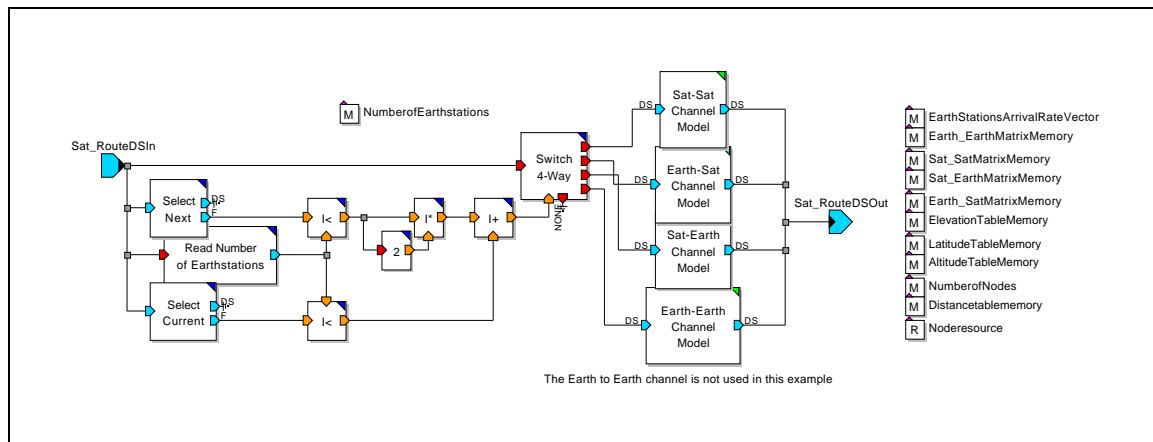 M NumberofEarthstations
Sat_RouteDSIn
Select
Next
DS
F
Read Number
of Earthstations
Select
Current
DS
F
I<
I<
2
I*
I+
Switch
4-Way
NONE
DS
Sat-Sat
Channel
Model
DS
DS
Earth-Sat
Channel
Model
DS
DS
Sat-Earth
Channel
Model
DS
DS
Earth-Earth
Channel
Model
DS
Sat_RouteDSOut
M EarthStationsArrivalRateVector
M Earth_EarthMatrixMemory
M Sat_SatMatrixMemory
M Sat_EarthMatrixMemory
M Earth_SatMatrixMemory
M ElevationTableMemory
M LatitudeTableMemory
M AltitudeTableMemory
M NumberofNodes
M Distancetablememory
R Noderesource
The Earth to Earth channel is not used in this example